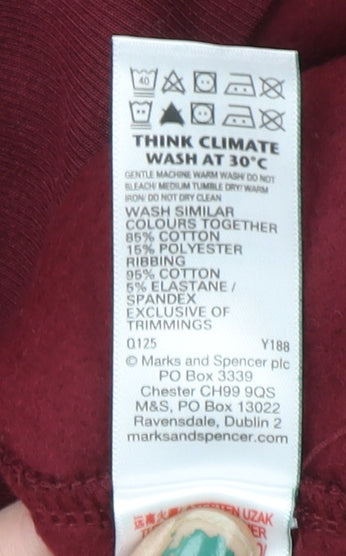 40
THINK CLIMATE
WASH AT 30°C
GENTLE MACHINE WARM WASH/ DO NOT
BLEACH/ MEDIUM TUMBLE DRY/ WARM
IRON/ DO NOT DRY CLEAN
WASH SIMILAR
COLOURS TOGETHER
85% COTTON
15% POLYESTER
RIBBING
95% COTTON
5% ELASTANE /
SPANDEX
EXCLUSIVE OF
TRIMMINGS
Q125 Y188
© Marks and Spencer plc
PO Box 3339
Chester CH99 9QS
M&S, PO Box 13022
Ravensdale, Dublin 2
marksandspencer.com
UZAK